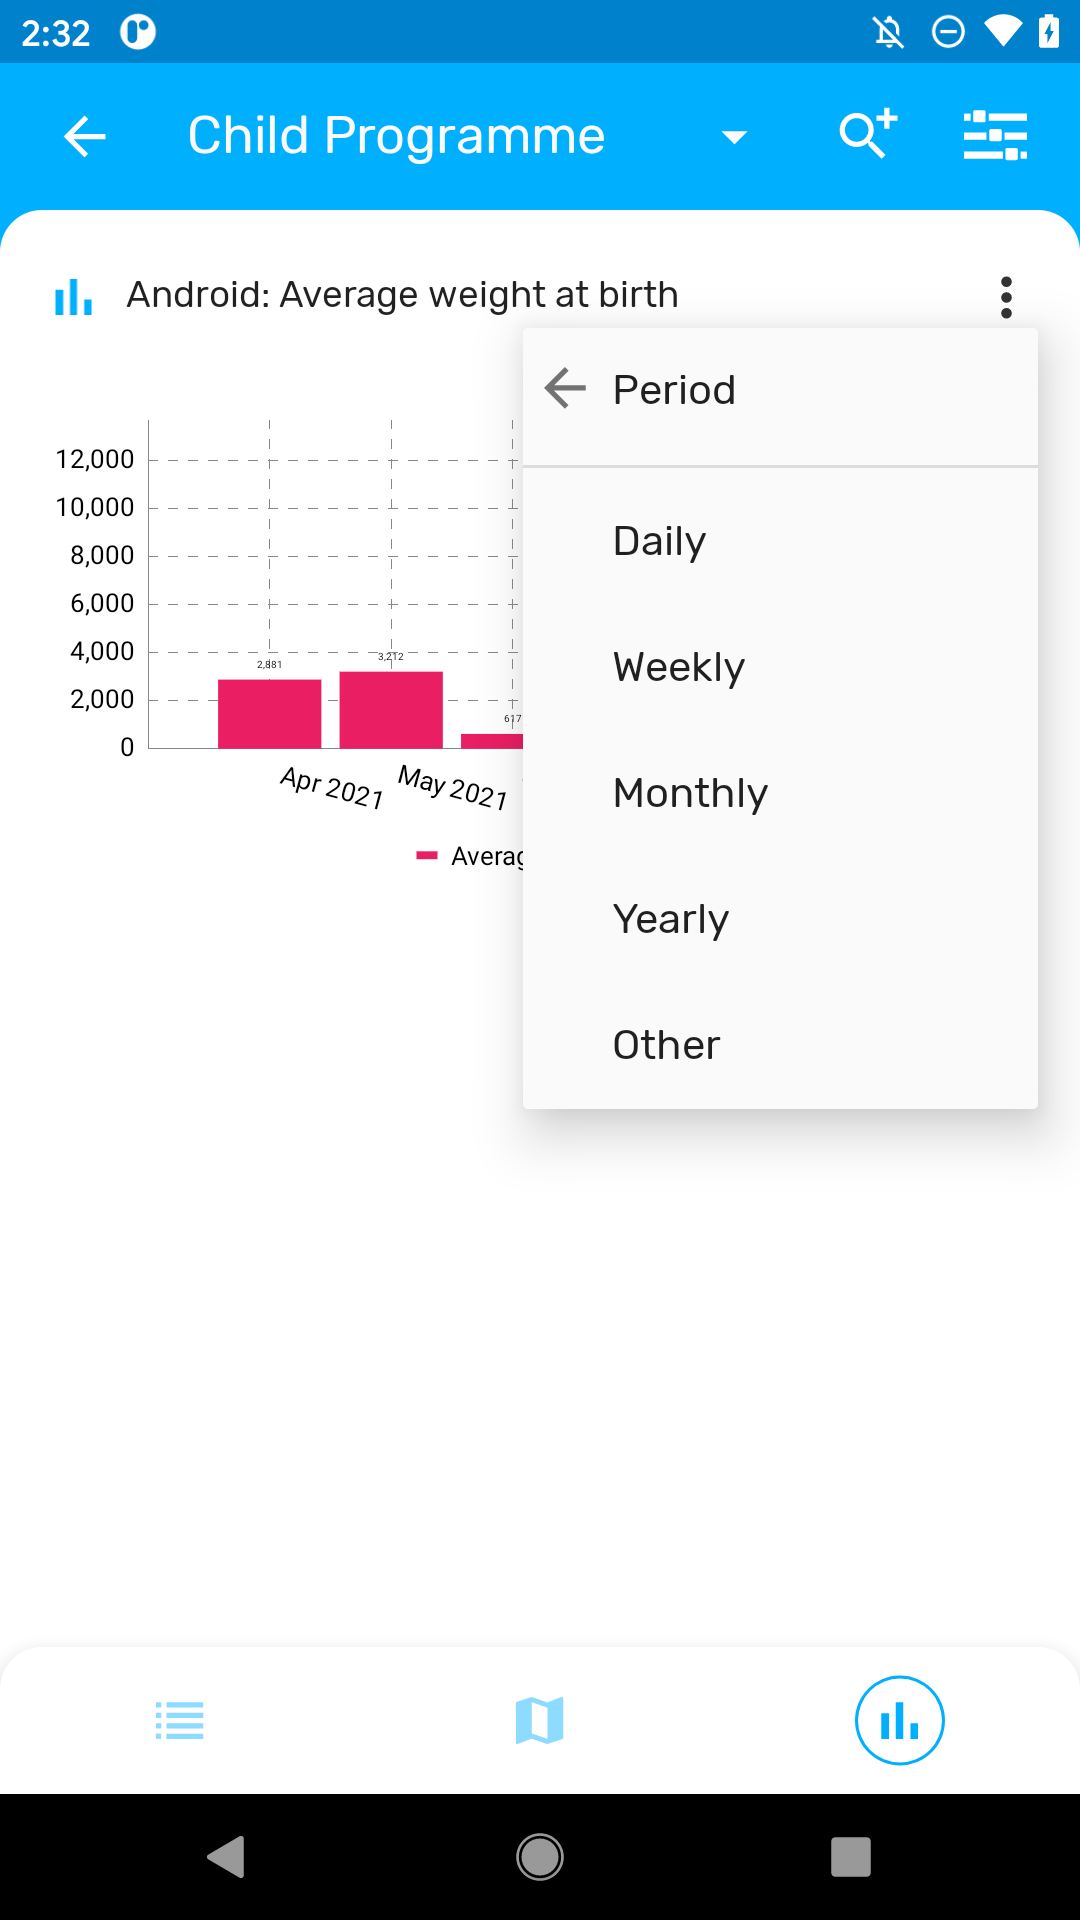 2:32
Child Programme
Android: Average weight at birth
Period
Daily
Weekly
Monthly
Yearly
Other
12,000
10,000
8,000
6,000
4,000
2,000
0
2,881
3,212
617
Apr 2021
May 2021
Averag